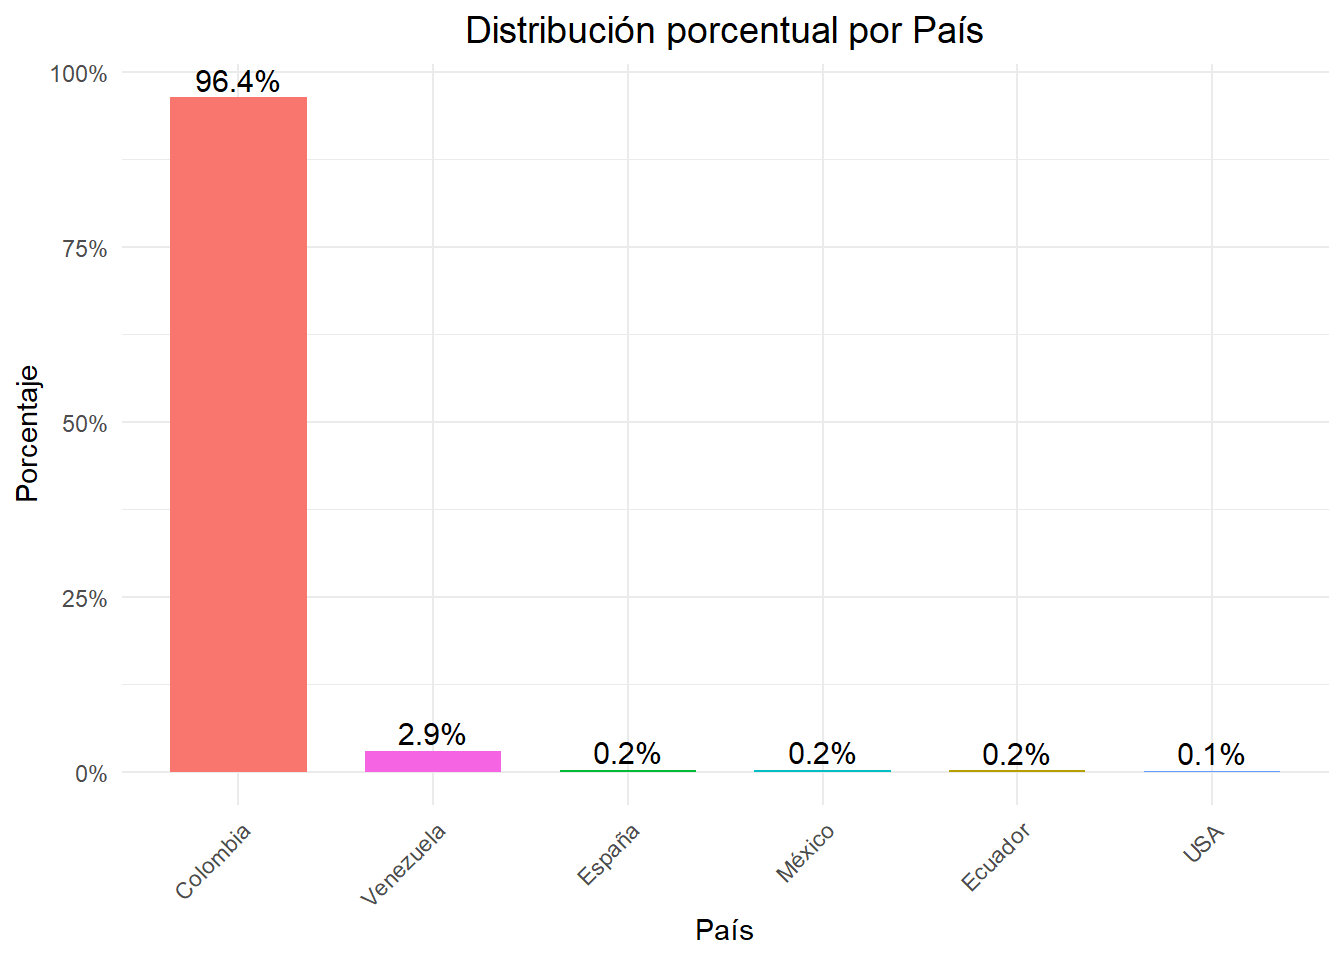 Distribución porcentual por País
Porcentaje
100%
75%
50%
25%
0%
96.4%
2.9%
0.2%
0.2%
0.2%
0.1%
Colombia
Venezuela
España
México
Ecuador
USA
País